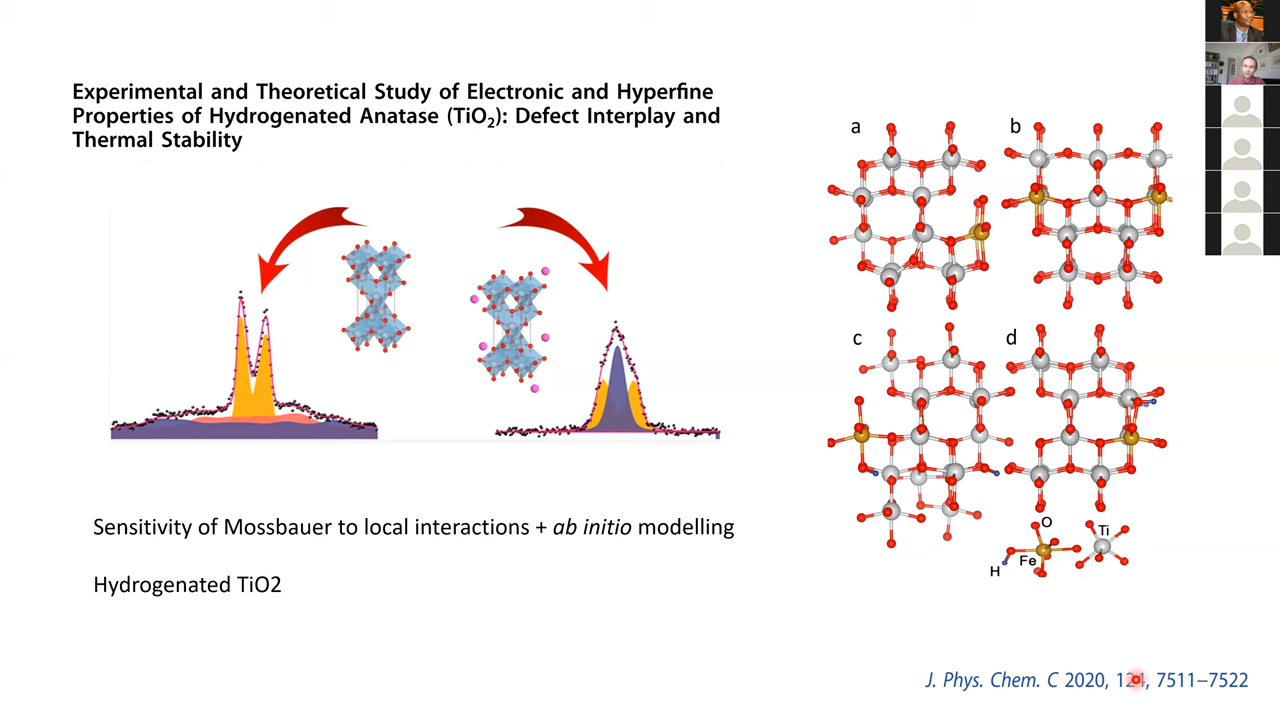 Experimental and Theoretical Study of Electronic and Hyperfine
Properties of Hydrogenated Anatase (TiO2): Defect Interplay and
Thermal Stability
a
b
c
d
O
Ti
Fe
H
Sensitivity of Mossbauer to local interactions + ab initio modelling
Hydrogenated TiO2
J. Phys. Chem. C 2020, 124, 7511–7522